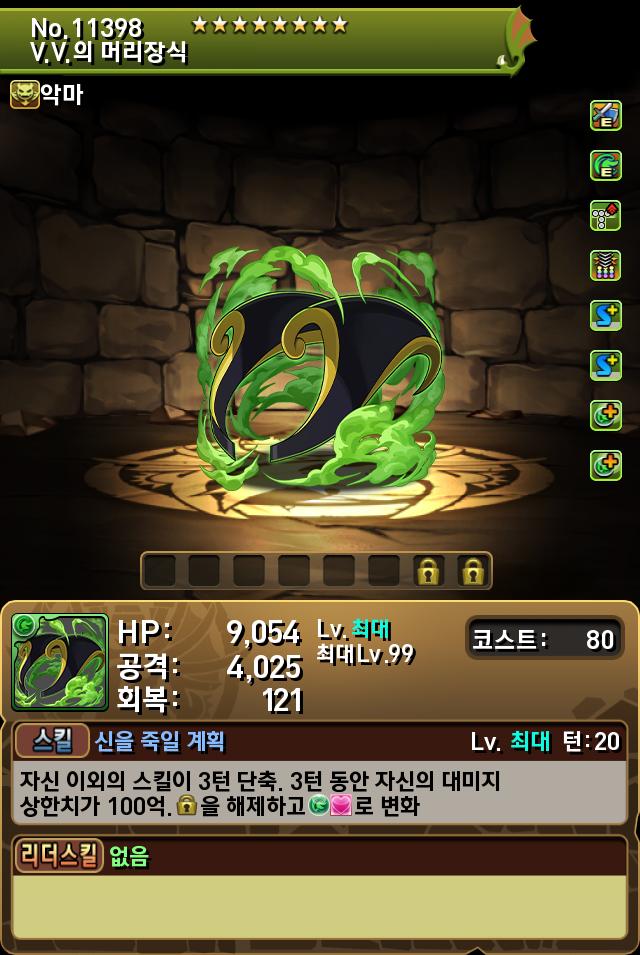 No.11398 ★★★★★★★★
V.V.의 머리장식
악마
E
E
HP: 9,054 Lv.최대
공격: 4,025 최대Lv.99
회복: 121
코스트: 80
스킬 신을 죽일 계획 Lv. 최대 턴:20
자신 이외의 스킬이 3턴 단축. 3턴 동안 자신의 대미지
상한치가 100억. 을 해제하고 로 변화
리더스킬 없음